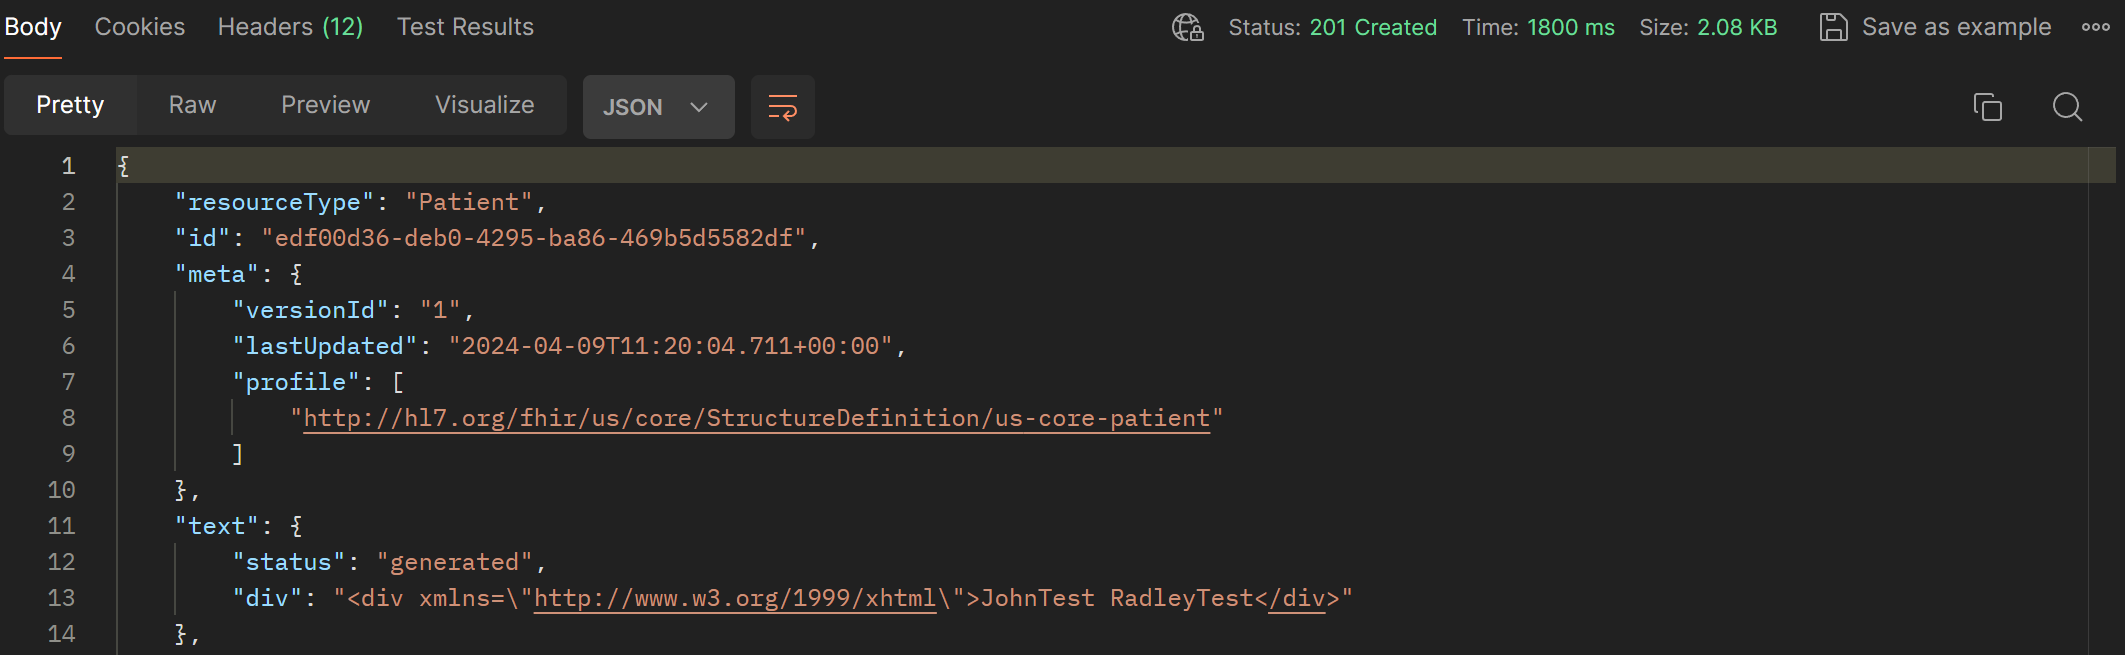 Body Cookies Headers (12) Test Results Status: 201 Created Time: 1800 ms Size: 2.08 KB Save as example
Pretty Raw Preview Visualize JSON
1 {
2 "resourceType": "Patient",
3 "id": "edf00d36-deb0-4295-ba86-469b5d5582df",
4 "meta": {
5 "versionId": "1",
6 "lastUpdated": "2024-04-09T11:20:04.711+00:00",
7 "profile": [
8 "http://hl7.org/fhir/us/core/StructureDefinition/us-core-patient"
9 ]
10 },
11 "text": {
12 "status": "generated",
13 "div": "<div xmlns=\"http://www.w3.org/1999/xhtml\">JohnTest RadleyTest</div>"
14 },